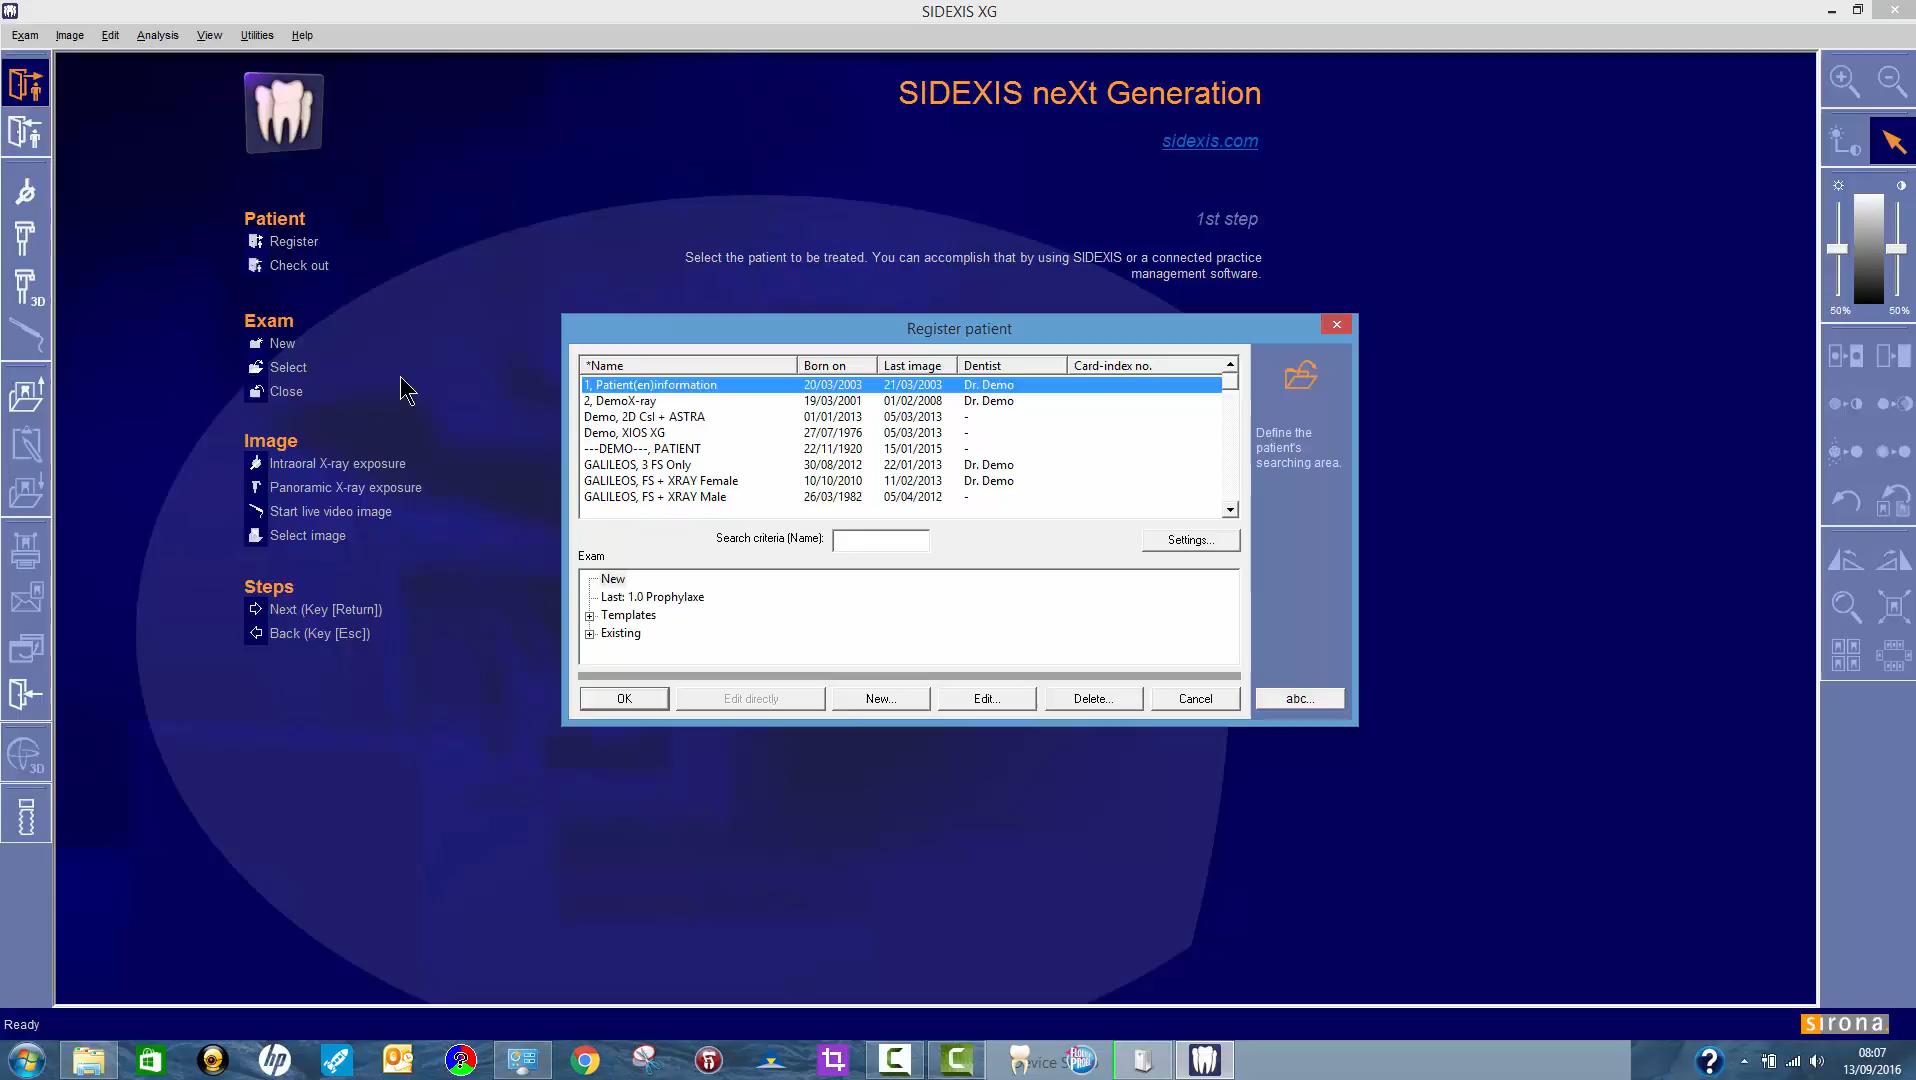 SIDEXIS XG
Exam Image Edit Analysis View Utilities Help
SIDEXIS neXt Generation
sidexis.com
1st step
Select the patient to be treated. You can accomplish that by using SIDEXIS or a connected practice
management software.
Patient
Register
Check out
Exam
New
Select
Close
Image
Intraoral X-ray exposure
Panoramic X-ray exposure
Start live video image
Select image
Steps
Next (Key [Return])
Back (Key [Esc])
3D
3D
Register patient
*Name Born on Last image Dentist Card-index no.
1, Patient(en)information 20/03/2003 21/03/2003 Dr. Demo
2, DemoX-ray 19/03/2001 01/02/2008 Dr. Demo
Demo, 2D CsI + ASTRA 01/01/2013 05/03/2013 -
Demo, XIOS XG 27/07/1976 05/03/2013 -
---DEMO---, PATIENT 22/11/1920 15/01/2015 -
GALILEOS, 3 FS Only 30/08/2012 22/01/2013 Dr. Demo
GALILEOS, FS + XRAY Female 10/10/2010 11/02/2013 Dr. Demo
GALILEOS, FS + XRAY Male 26/03/1982 05/04/2012 -
Search criteria (Name): Settings...
Exam
New
Last: 1.0 Prophylaxe
Templates
Existing
OK Edit directly New... Edit... Delete... Cancel abc...
Define the
patient's
searching area.
50% 50%
Ready
sirona
hp
08:07
13/09/2016